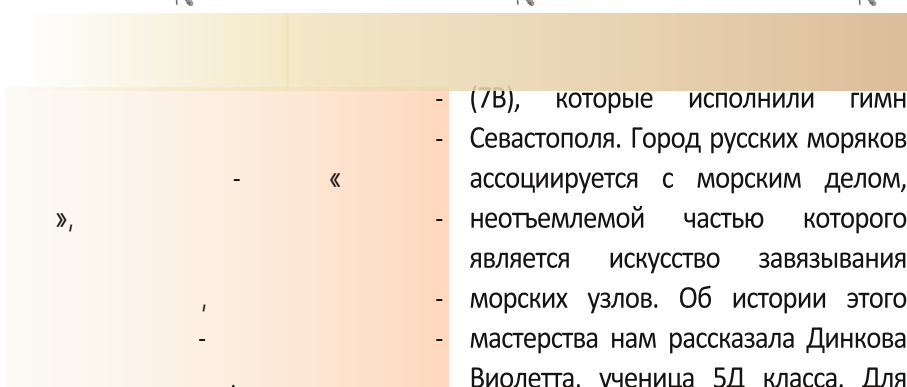 -
-
- «
», -
, -
- -
(7В), которые исполнили гимн
Севастополя. Город русских моряков
ассоциируется с морским делом,
неотъемлемой частью которого
является искусство завязывания
морских узлов. Об истории этого
мастерства нам рассказала Динкова
Виолетта, ученица 5Д класса. Для